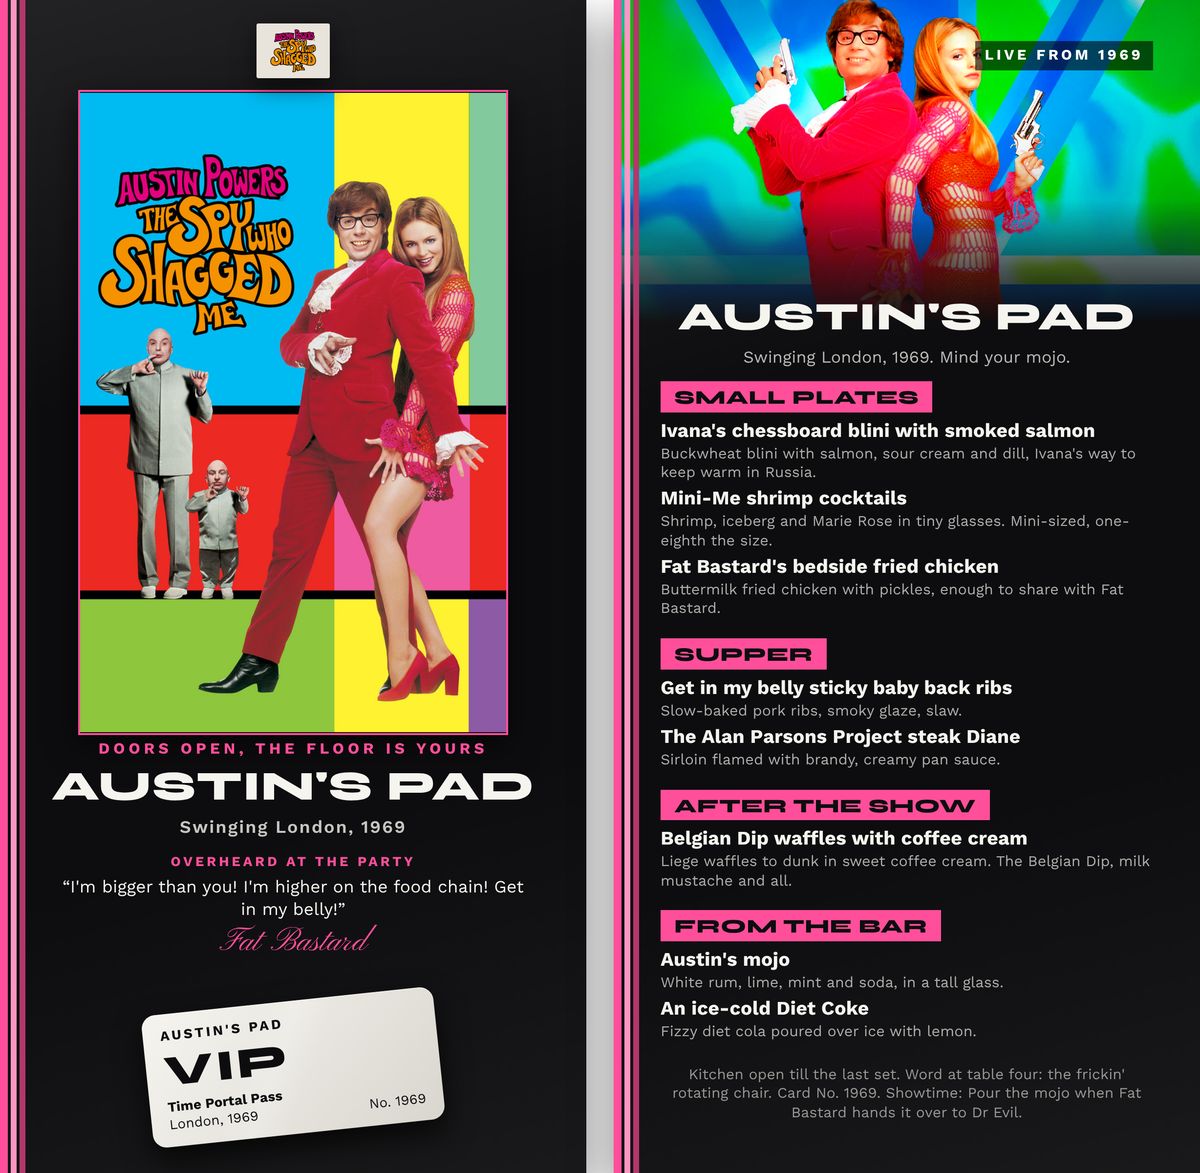 AUSTIN POWERS
THE SPY WHO
SHAGGED
ME
AUSTIN POWERS
THE SPY WHO
SHAGGED
ME
DOORS OPEN, THE FLOOR IS YOURS
AUSTIN'S PAD
Swinging London, 1969
OVERHEARD AT THE PARTY
“I'm bigger than you! I'm higher on the food chain! Get
in my belly!”
Fat Bastard
AUSTIN'S PAD
VIP
Time Portal Pass
London, 1969
No. 1969
LIVE FROM 1969
AUSTIN'S PAD
Swinging London, 1969. Mind your mojo.
SMALL PLATES
Ivana's chessboard blini with smoked salmon
Buckwheat blini with salmon, sour cream and dill, Ivana's way to
keep warm in Russia.
Mini-Me shrimp cocktails
Shrimp, iceberg and Marie Rose in tiny glasses. Mini-sized, one-
eighth the size.
Fat Bastard's bedside fried chicken
Buttermilk fried chicken with pickles, enough to share with Fat
Bastard.
SUPPER
Get in my belly sticky baby back ribs
Slow-baked pork ribs, smoky glaze, slaw.
The Alan Parsons Project steak Diane
Sirloin flamed with brandy, creamy pan sauce.
AFTER THE SHOW
Belgian Dip waffles with coffee cream
Liege waffles to dunk in sweet coffee cream. The Belgian Dip, milk
mustache and all.
FROM THE BAR
Austin's mojo
White rum, lime, mint and soda, in a tall glass.
An ice-cold Diet Coke
Fizzy diet cola poured over ice with lemon.
Kitchen open till the last set. Word at table four: the frickin'
rotating chair. Card No. 1969. Showtime: Pour the mojo when Fat
Bastard hands it over to Dr Evil.